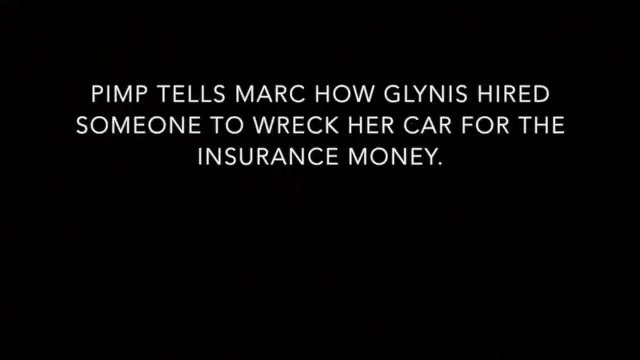 PIMP TELLS MARC HOW GLYNIS HIRED
SOMEONE TO WRECK HER CAR FOR THE
INSURANCE MONEY.